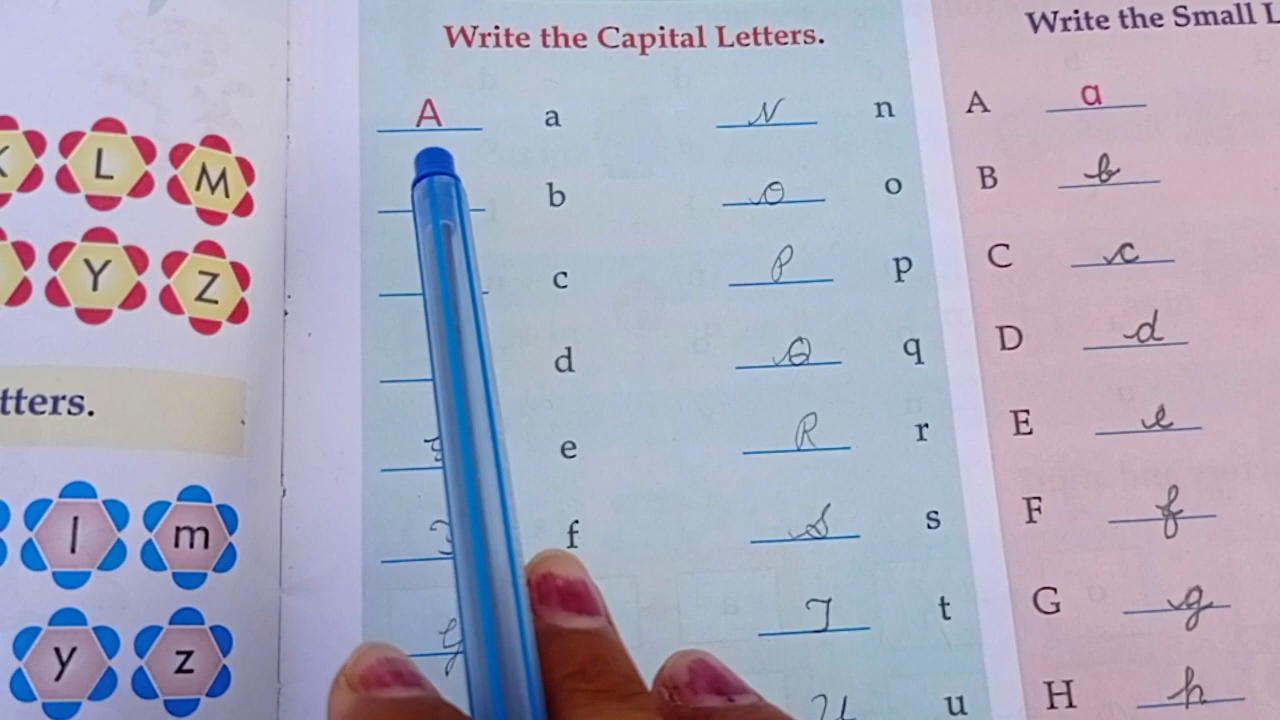 L M
Y Z
tters.
l m
y z
Write the Capital Letters.
A a N n
b O o
c P p
d Q q
e R r
f S s
T t
U u
Write the Small L
A a
B b
C c
D d
E e
F f
G g
H h